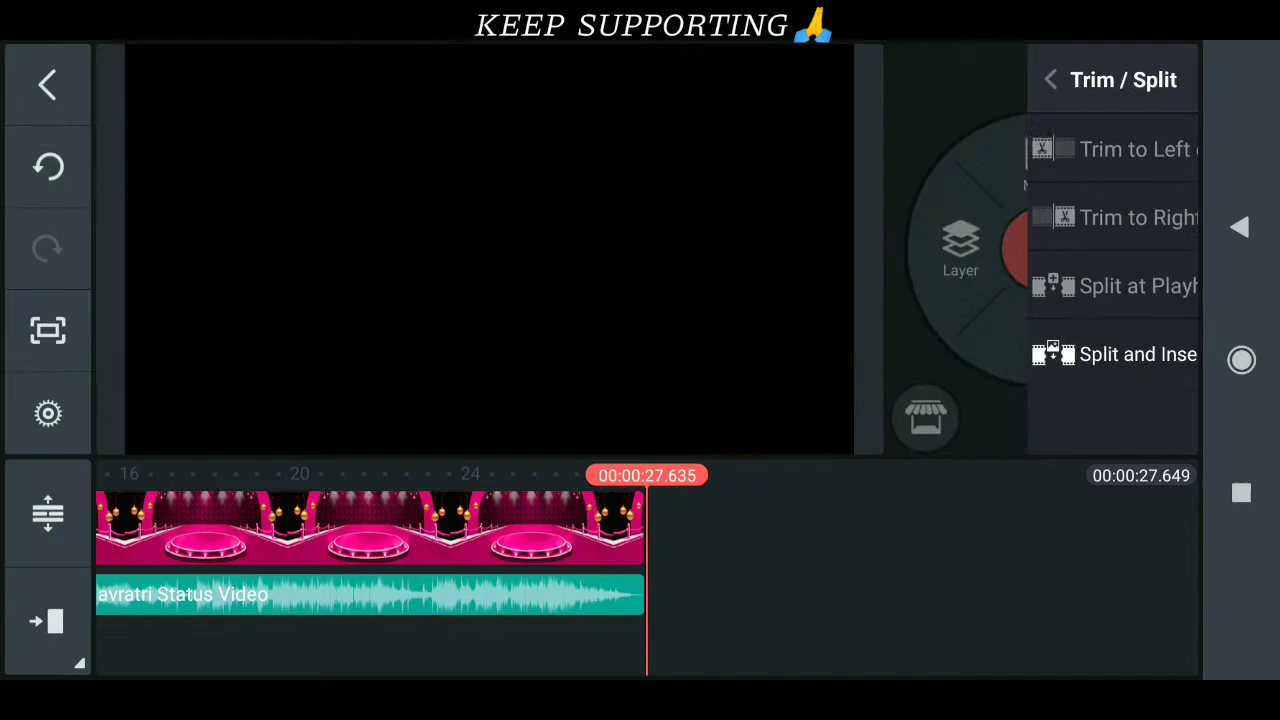 KEEP SUPPORTING🙏
Trim / Split
Trim to Left
Trim to Right
Layer
Split at Playh
Split and Inse
16
20
24
00:00:27.635
00:00:27.649
avratri Status Video